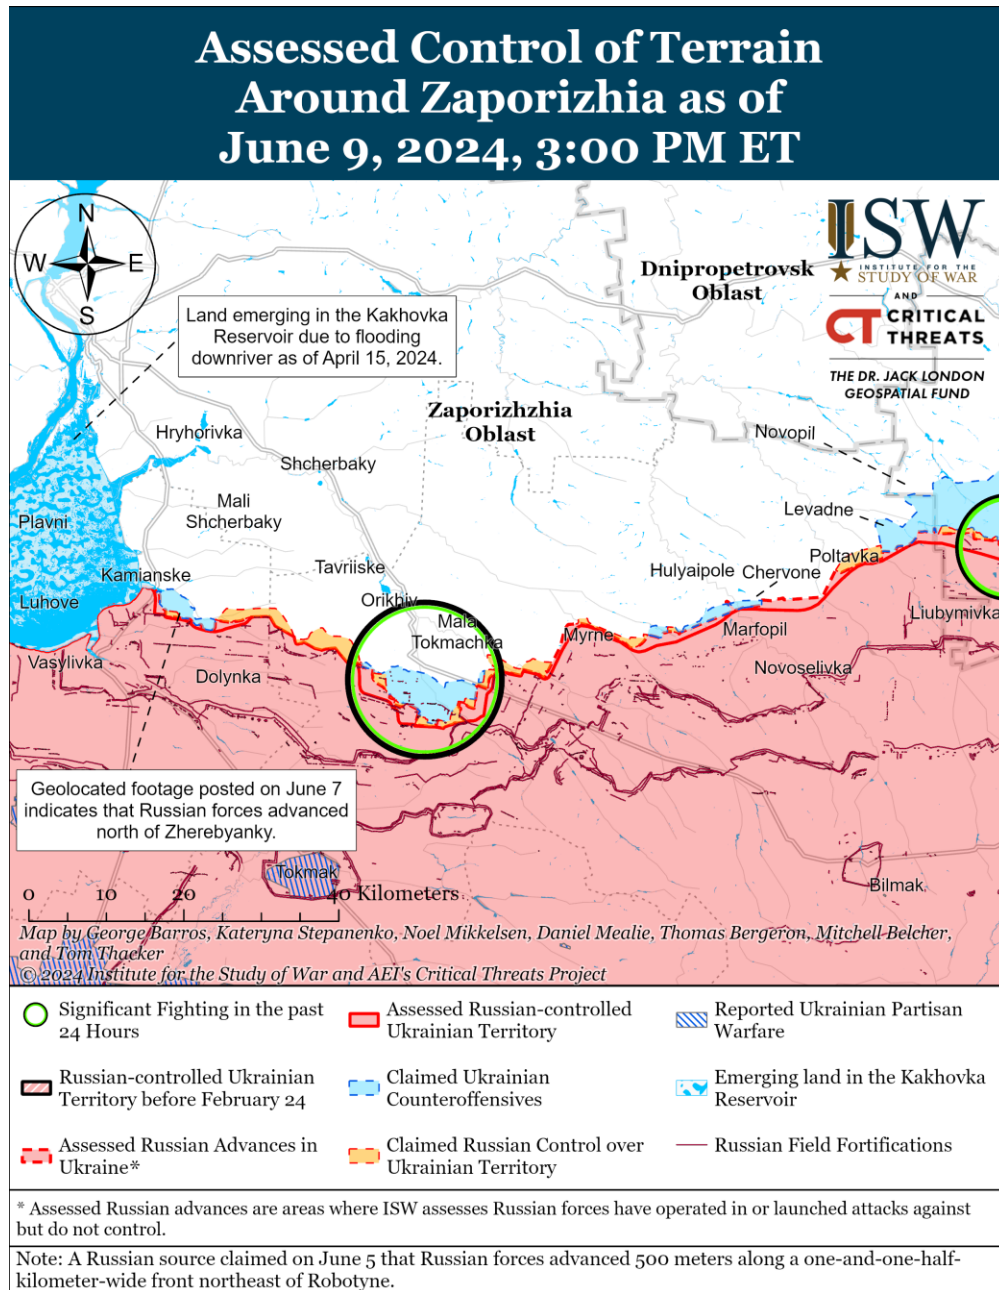 Assessed Control of Terrain
Around Zaporizhia as of
June 9, 2024, 3:00 PM ET
N
W
E
S
ISW
INSTITUTE FOR THE
STUDY OF WAR
AND
CT CRITICAL
THREATS
THE DR. JACK LONDON
GEOSPATIAL FUND
Dnipropetrovsk
Oblast
Land emerging in the Kakhovka
Reservoir due to flooding
downriver as of April 15, 2024.
Zaporizhzhia
Oblast
Hryhorivka
Novopil
Shcherbaky
Mali
Shcherbaky
Levadne
Plavni
Poltavka
Tavriiske
Hulyaipole
Chervone
Kamianske
Orikhiv
Luhove
Mala
Tokmachka
Liubymivka
Myrne
Marfopil
Vasylivka
Dolynka
Novoselivka
Geolocated footage posted on June 7
indicates that Russian forces advanced
north of Zherebyanky.
Tokmak
Bilmak
0 10 20 40 Kilometers
Map by George Barros, Kateryna Stepanenko, Noel Mikkelsen, Daniel Mealie, Thomas Bergeron, Mitchell Belcher,
and Tom Thacker
© 2024 Institute for the Study of War and AEI's Critical Threats Project
Significant Fighting in the past
24 Hours
Assessed Russian-controlled
Ukrainian Territory
Reported Ukrainian Partisan
Warfare
Russian-controlled Ukrainian
Territory before February 24
Claimed Ukrainian
Counteroffensives
Emerging land in the Kakhovka
Reservoir
Assessed Russian Advances in
Ukraine*
Claimed Russian Control over
Ukrainian Territory
Russian Field Fortifications
* Assessed Russian advances are areas where ISW assesses Russian forces have operated in or launched attacks against
but do not control.
Note: A Russian source claimed on June 5 that Russian forces advanced 500 meters along a one-and-one-half-
kilometer-wide front northeast of Robotyne.